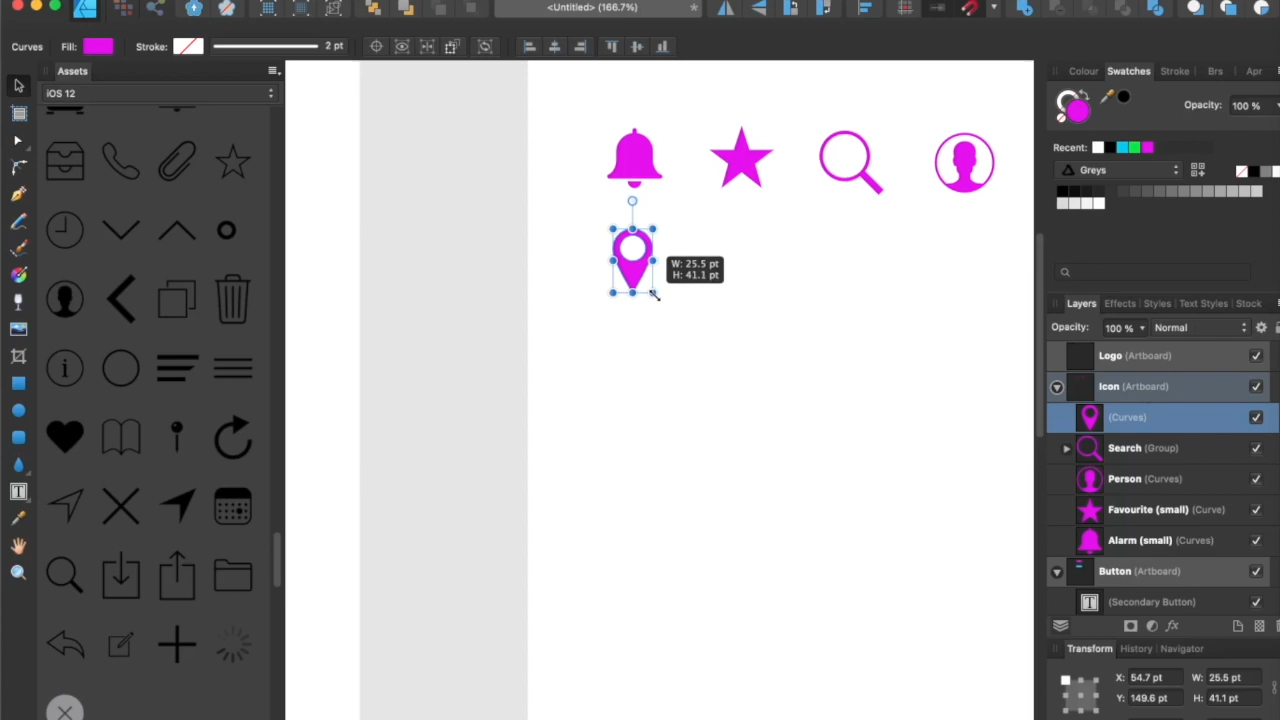 <Untitled> (166.7%)
*
Curves
Fill:
Stroke:
2 pt
Assets
iOS 12
W: 25.5 pt
H: 41.1 pt
Colour
Swatches
Stroke
Brs
Apr
Opacity:
100 %
Recent:
Greys
Layers
Effects
Styles
Text Styles
Stock
Opacity:
100 %
Normal
Logo (Artboard)
Icon (Artboard)
(Curves)
Search (Group)
Person (Curves)
Favourite (small) (Curve)
Alarm (small) (Curves)
Button (Artboard)
(Secondary Button)
fx
Transform
History
Navigator
X: 54.7 pt
W: 25.5 pt
Y: 149.6 pt
H: 41.1 pt